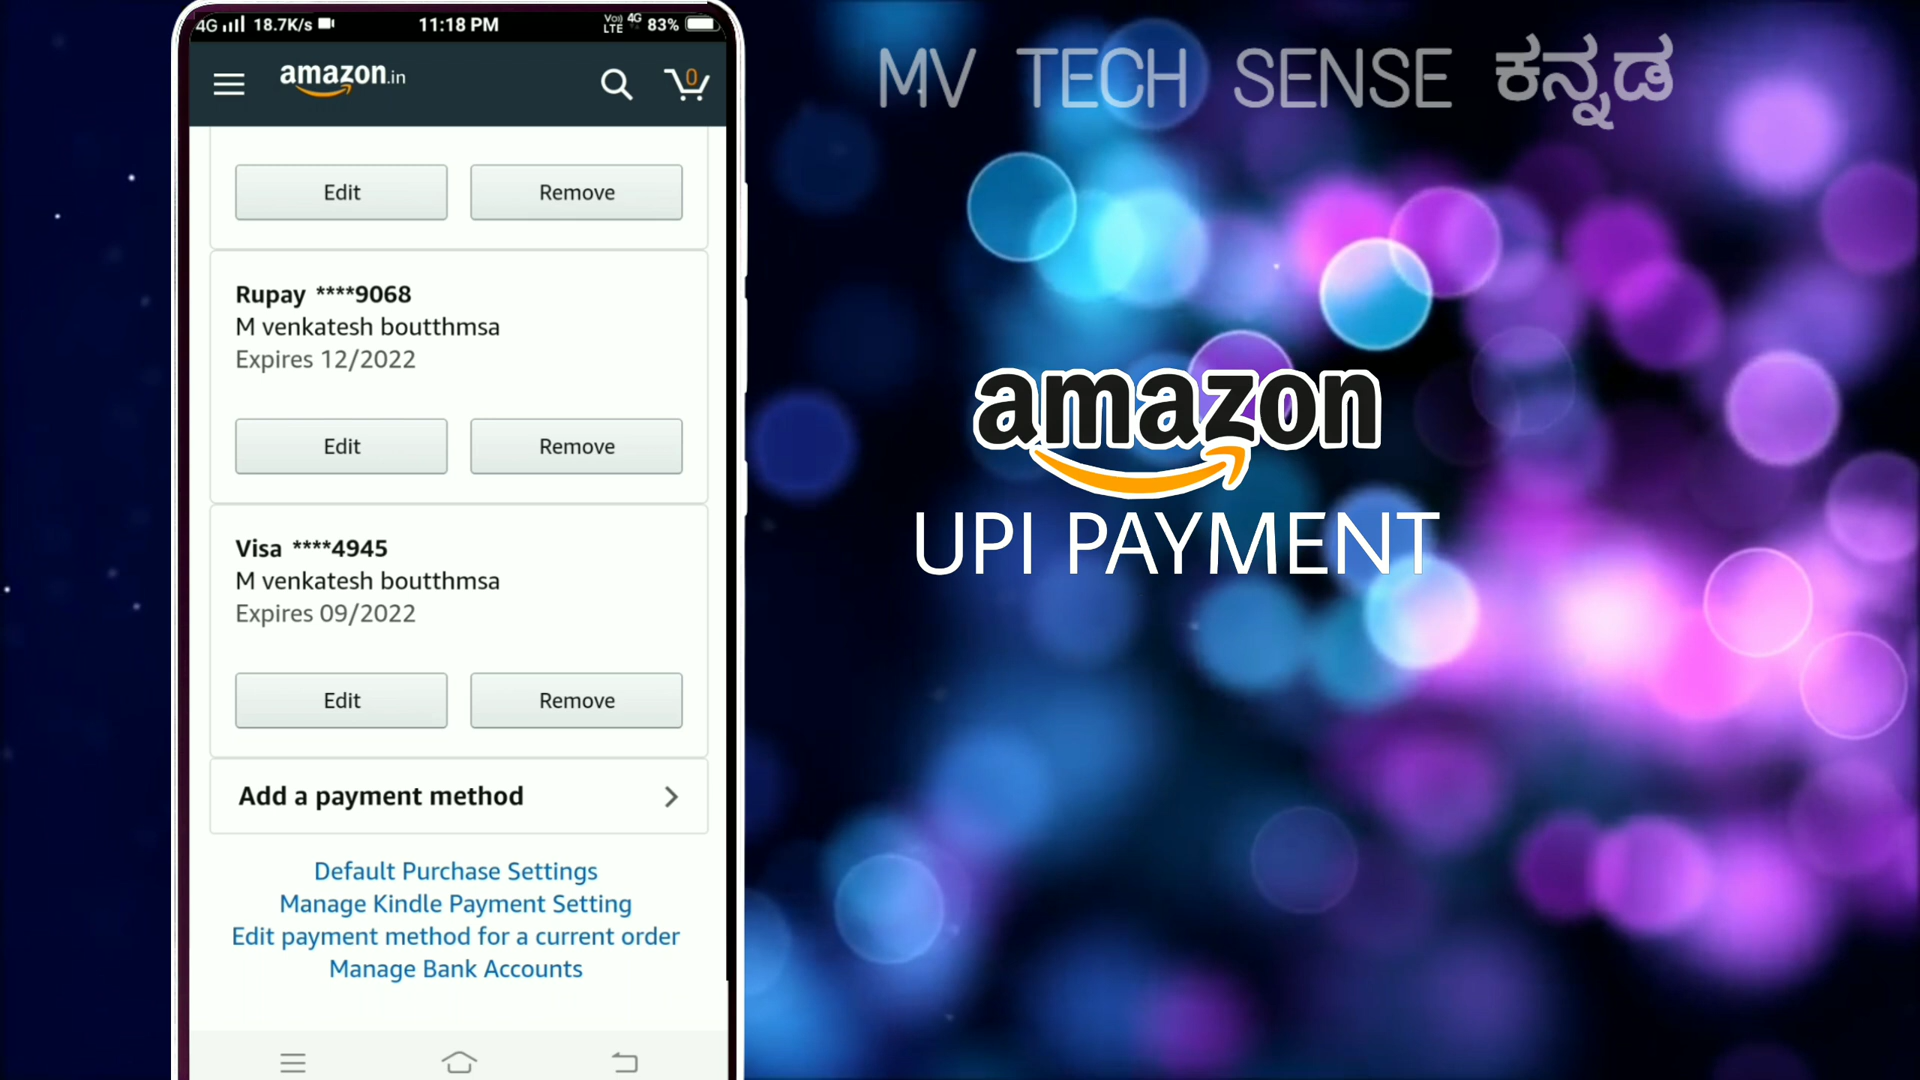 4G 18.7K/s 11:18 PM VoI) LTE 4G 83%
amazon.in 0
Edit Remove
Rupay ****9068
M venkatesh boutthmsa
Expires 12/2022
Edit Remove
Visa ****4945
M venkatesh boutthmsa
Expires 09/2022
Edit Remove
Add a payment method
Default Purchase Settings
Manage Kindle Payment Setting
Edit payment method for a current order
Manage Bank Accounts
MV TECH SENSE ಕನ್ನಡ
amazon
UPI PAYMENT